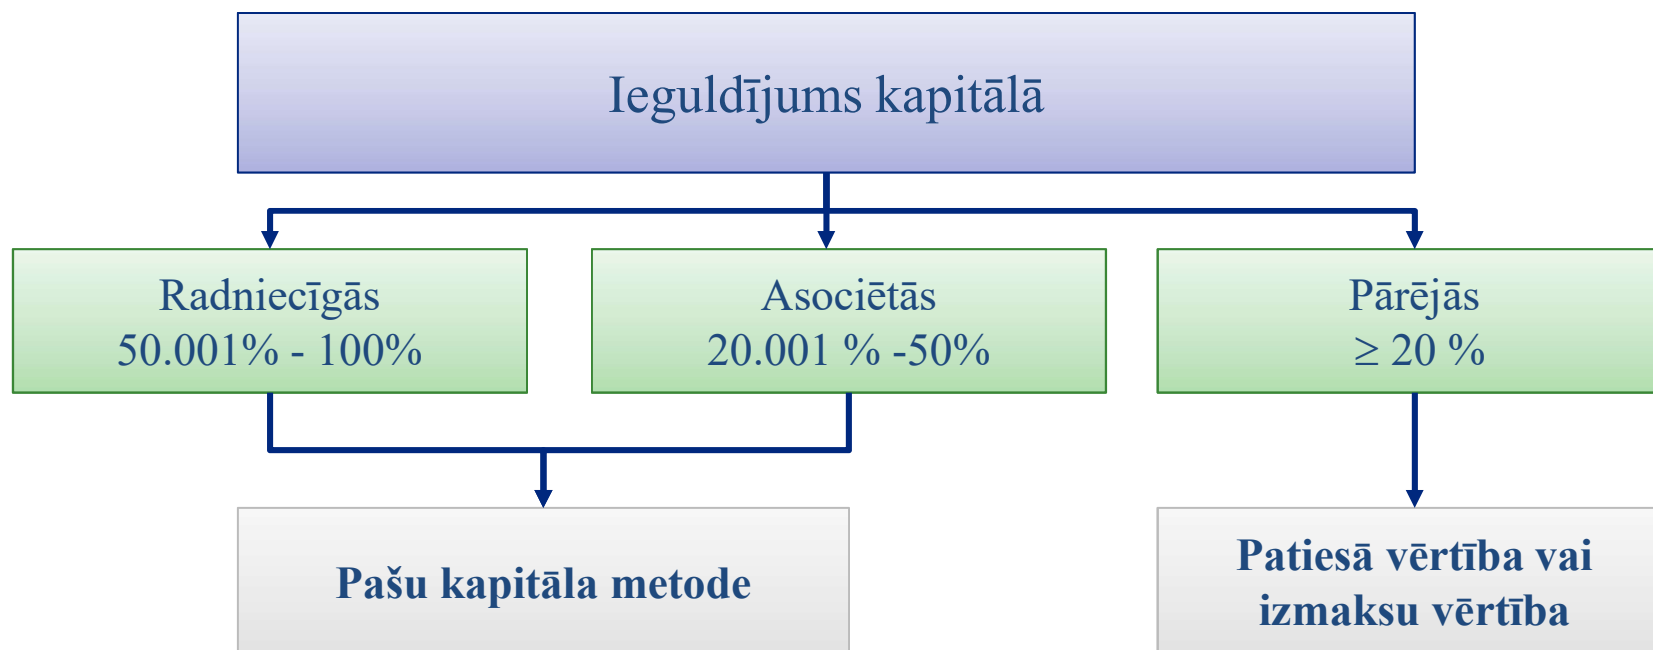 Ieguldījums kapitālā
Radniecīgās
50.001% - 100%
Asociētās
20.001 % -50%
Pārējās
≥ 20 %
Pašu kapitāla metode
Patiesā vērtība vai
izmaksu vērtība